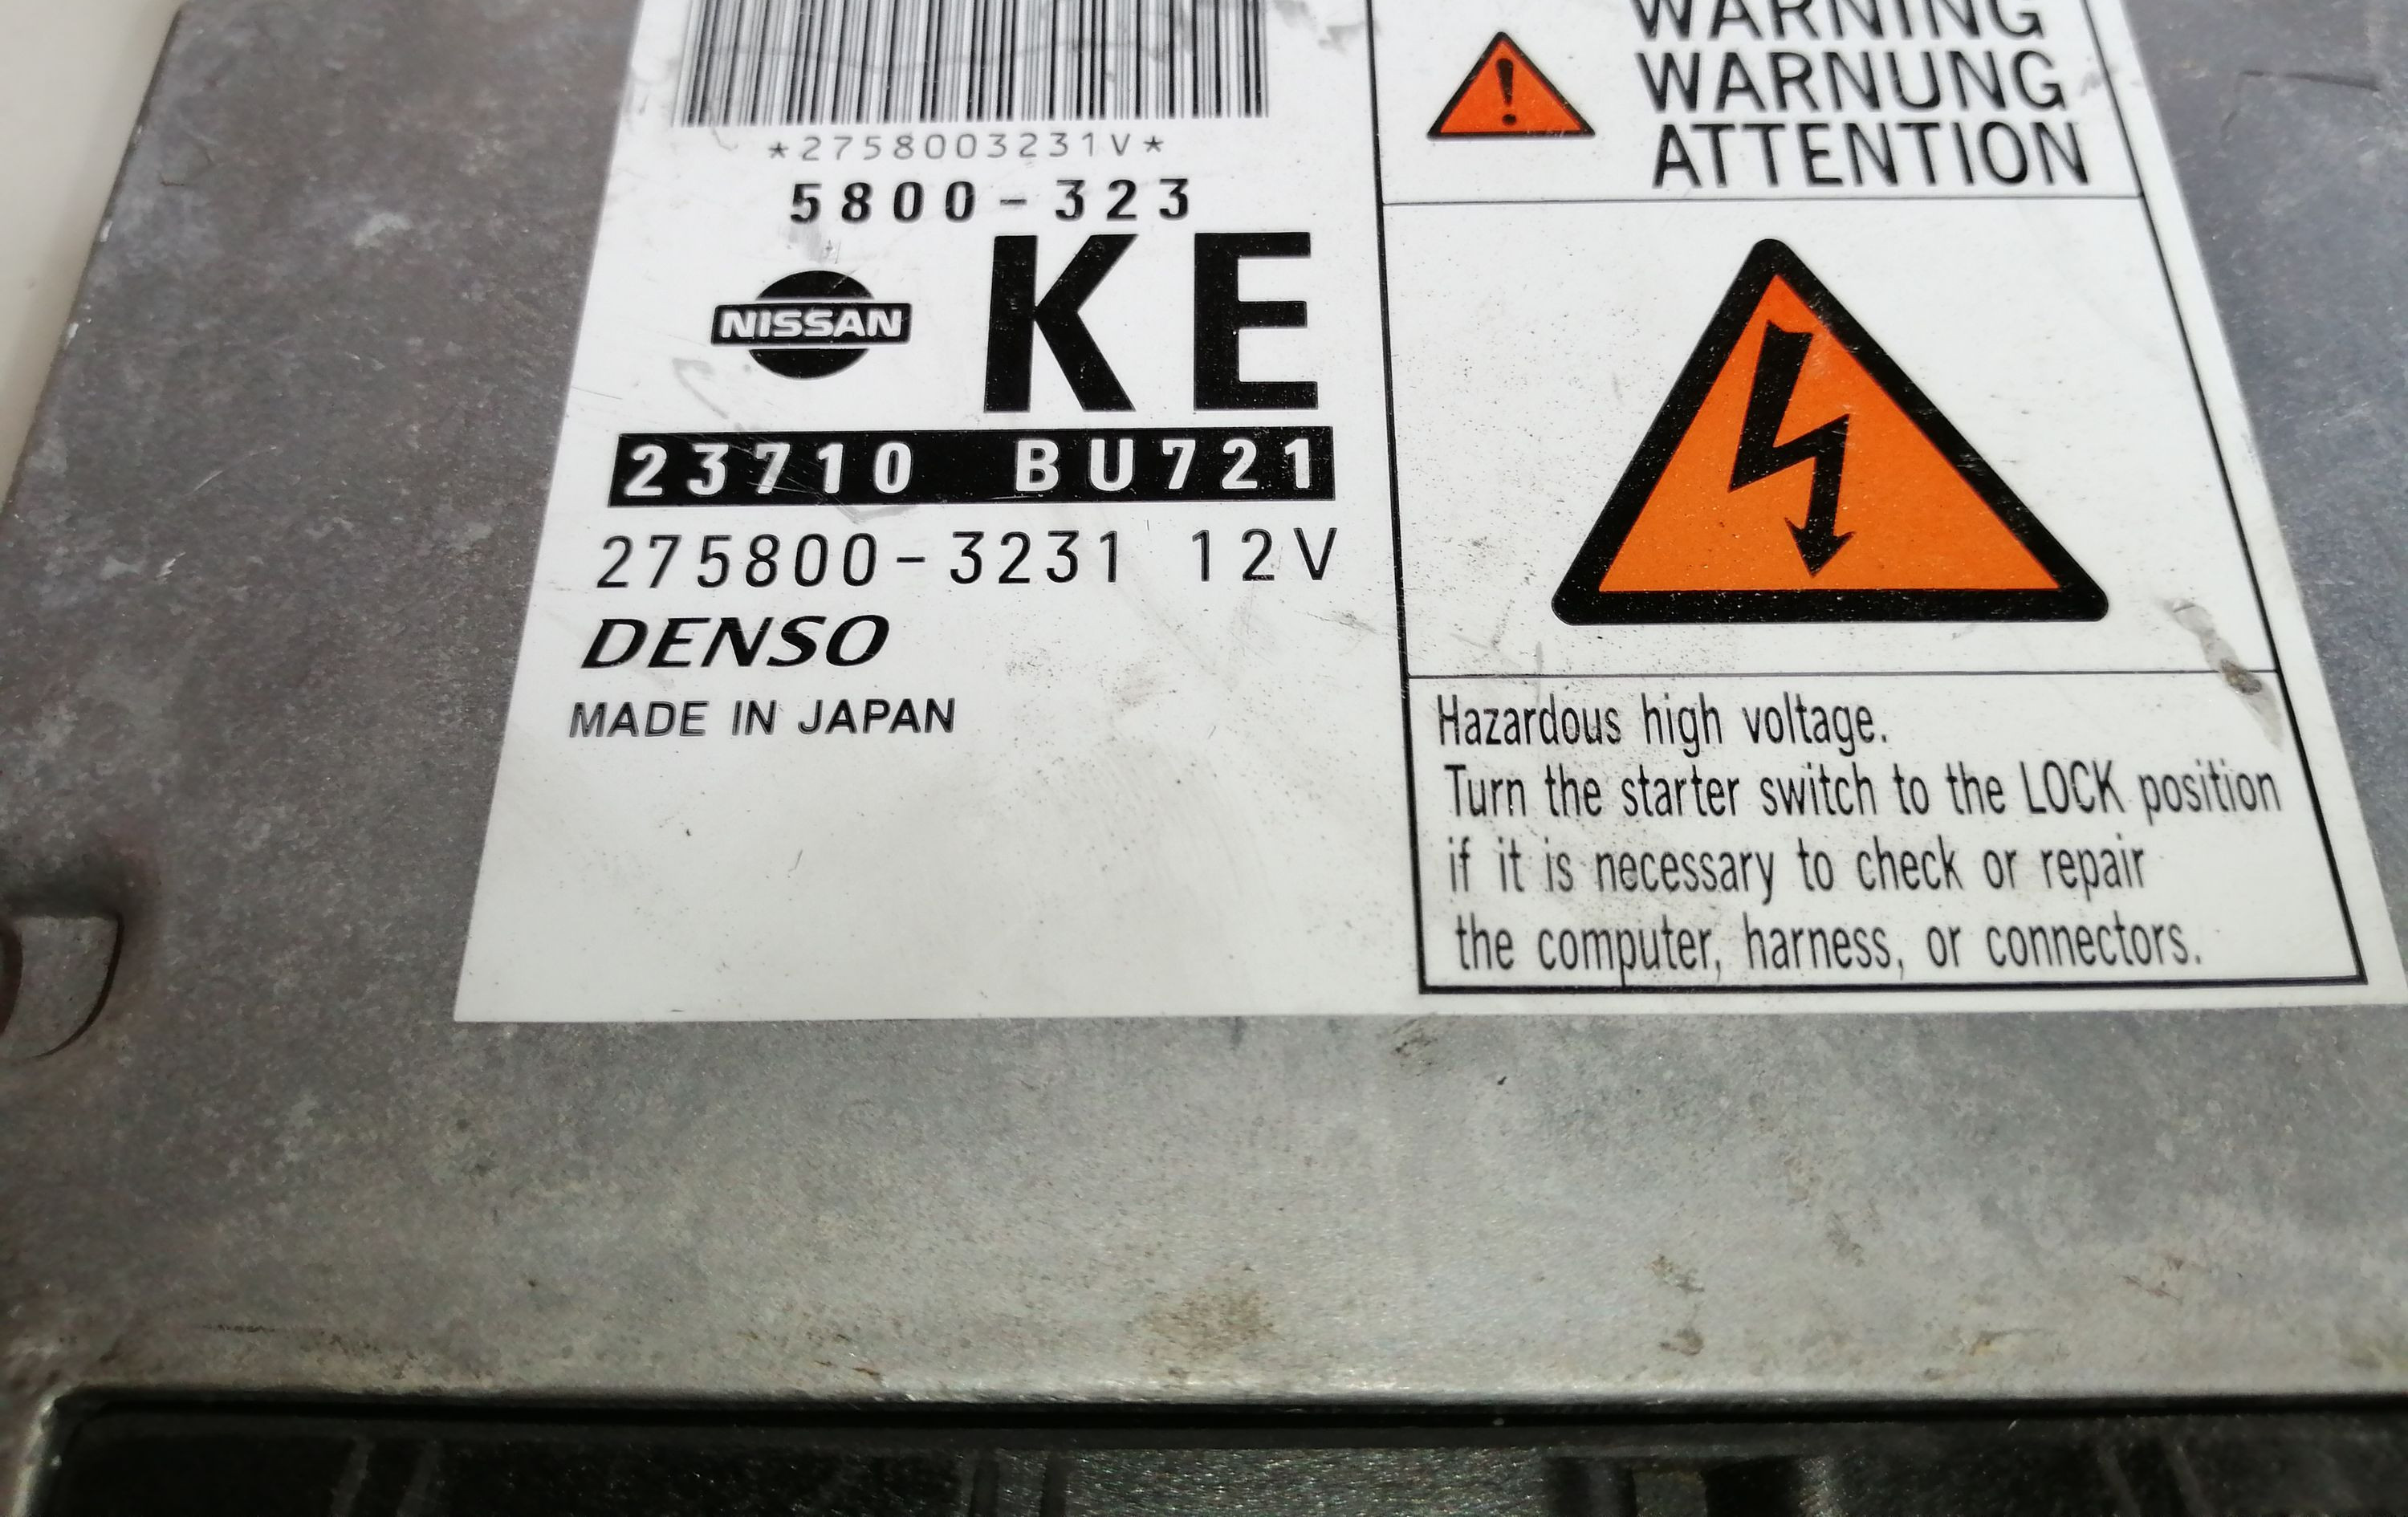 *2758003231V*
5800-323
NISSAN
KE
23710 BU721
275800-3231 12V
DENSO
MADE IN JAPAN
WARNING
WARNUNG
ATTENTION
Hazardous high voltage.
Turn the starter switch to the LOCK position
if it is necessary to check or repair
the computer, harness, or connectors.